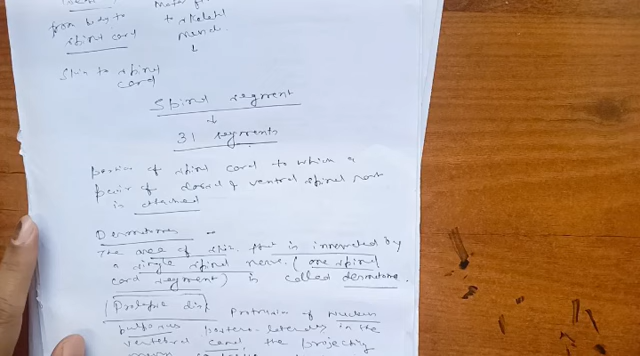 from body to
spinal cord
to skeletal
muscl.
Skin to spinal
cord
Spinal segment
↓
31 segments
portion of spinal cord to which a
pair of dorsal & ventral spinal root
is attached
Dermatomes
The area of skin that is innervated by
a single spinal nerve (one spinal
cord segment) is called dermatome.
Prolapse disc
Protrusion of nucleus
pulposus postero-laterally in the
vertebral canal, the projecting